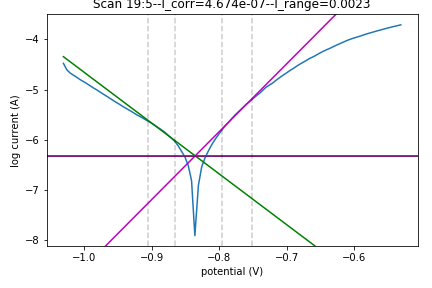 Scan 19:5--I_corr=4.674e-07--I_range=0.0023
−4
−5
−6
−7
−8
log current (A)
−1.0 −0.9 −0.8 −0.7 −0.6
potential (V)